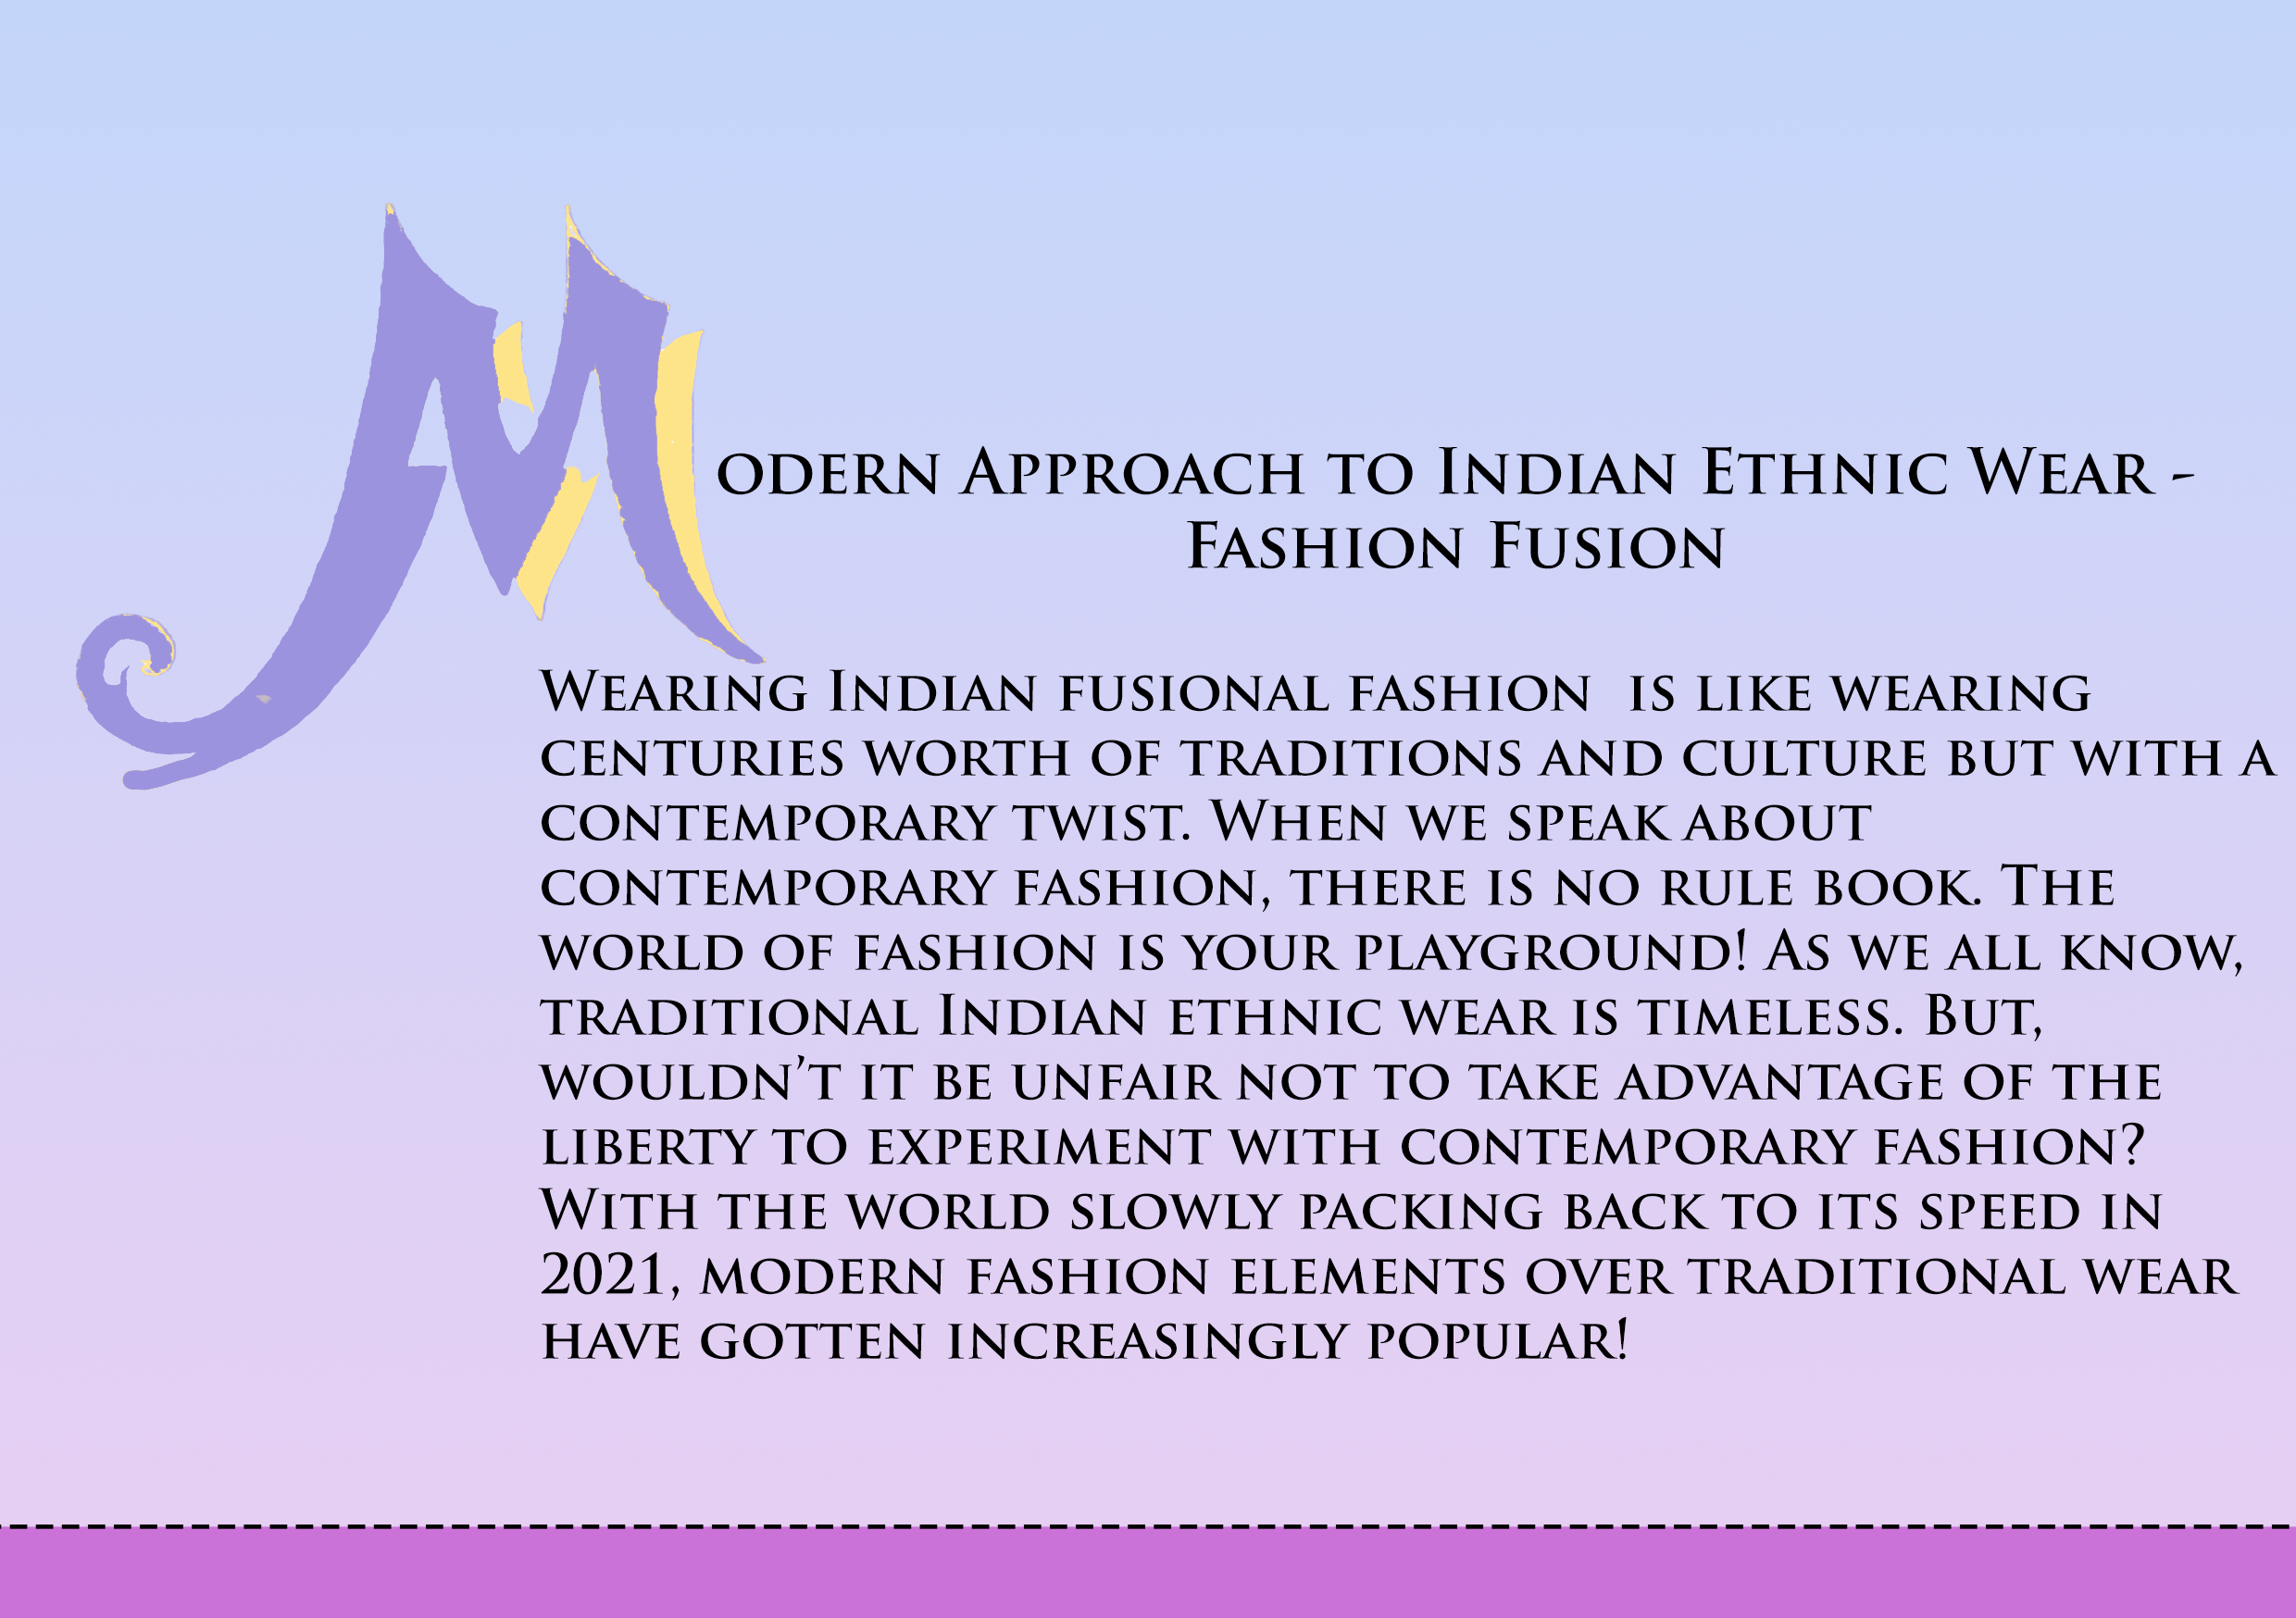 Modern Approach to Indian Ethnic Wear -
Fashion Fusion
Wearing Indian fusional fashion  is like wearing
centuries worth of traditions and culture but with a
contemporary twist. When we speak about
contemporary fashion, there is no rule book. The
world of fashion is your playground! As we all know,
traditional Indian ethnic wear is timeless. But,
wouldn’t it be unfair not to take advantage of the
liberty to experiment with contemporary fashion?
With the world slowly packing back to its speed in
2021, modern fashion elements over traditional wear
have gotten increasingly popular!